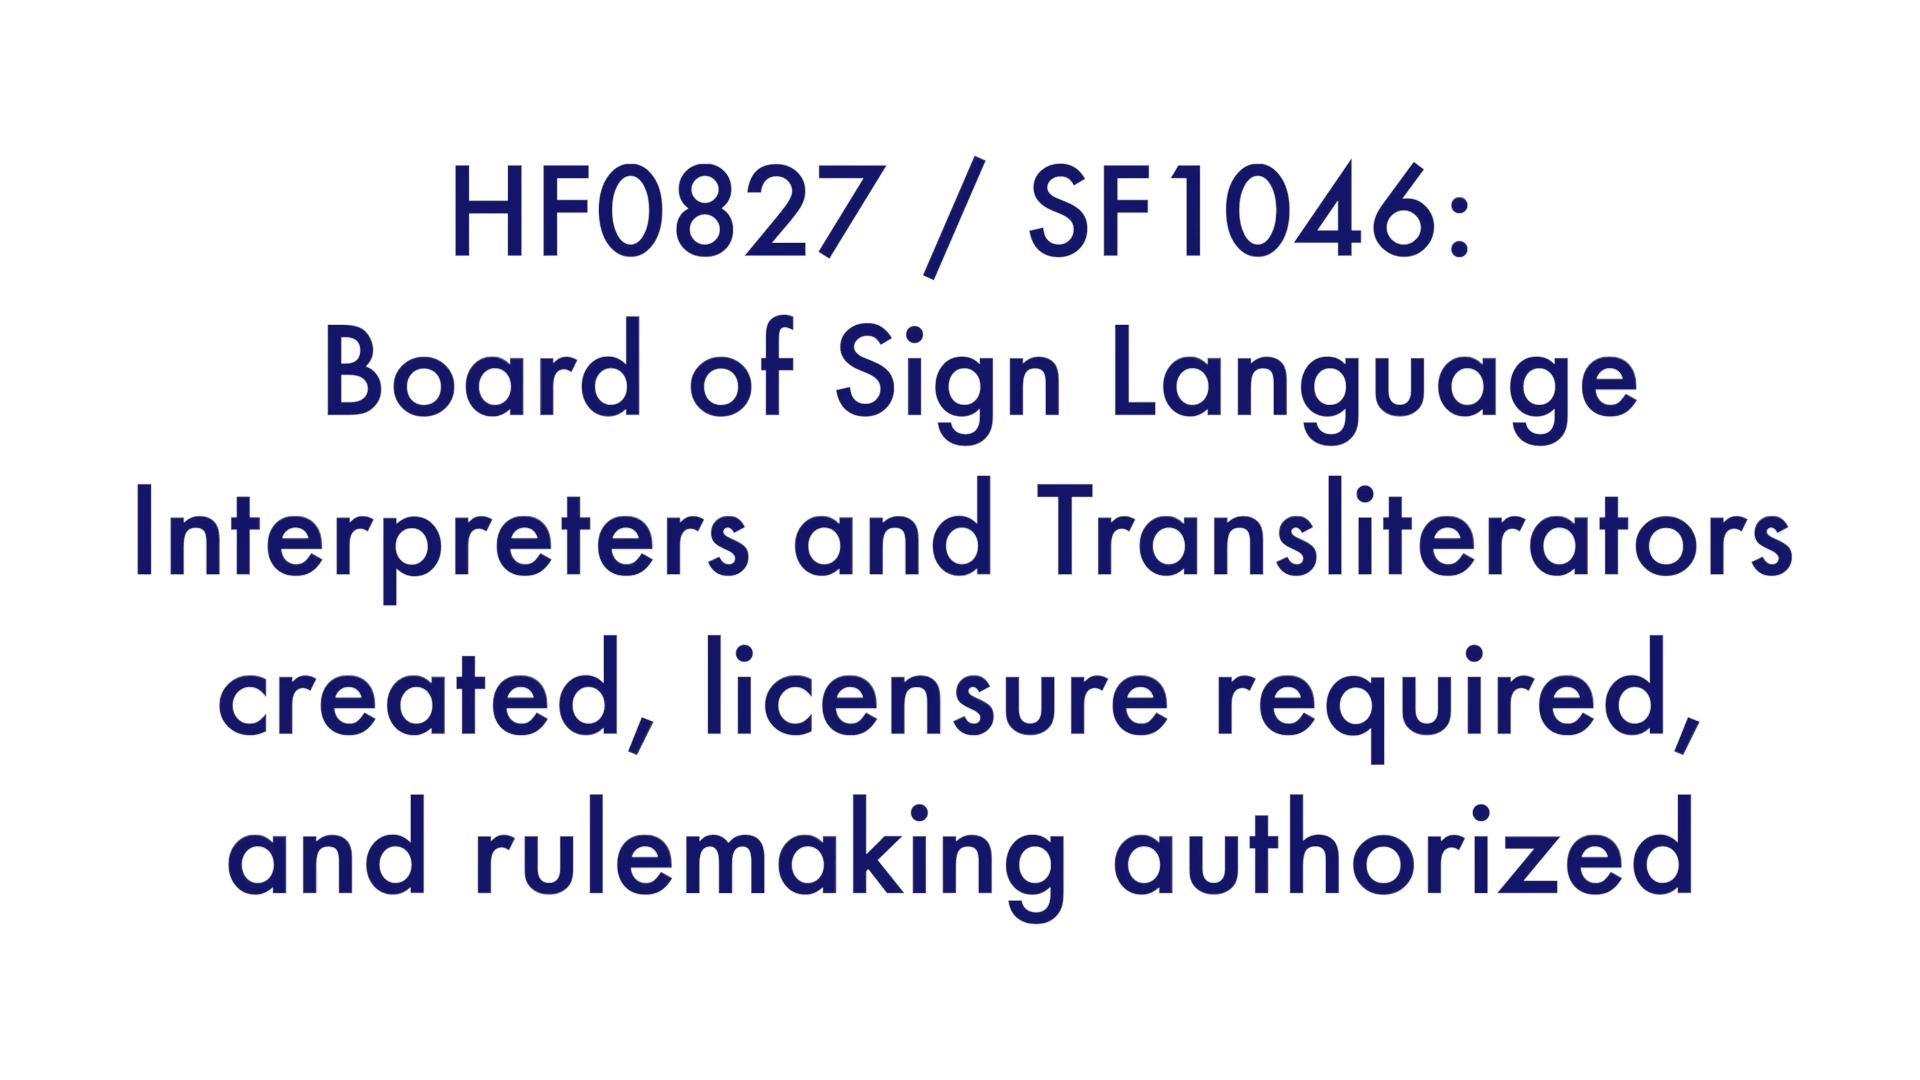 HF0827 / SF1046:
Board of Sign Language
Interpreters and Transliterators
created, licensure required,
and rulemaking authorized